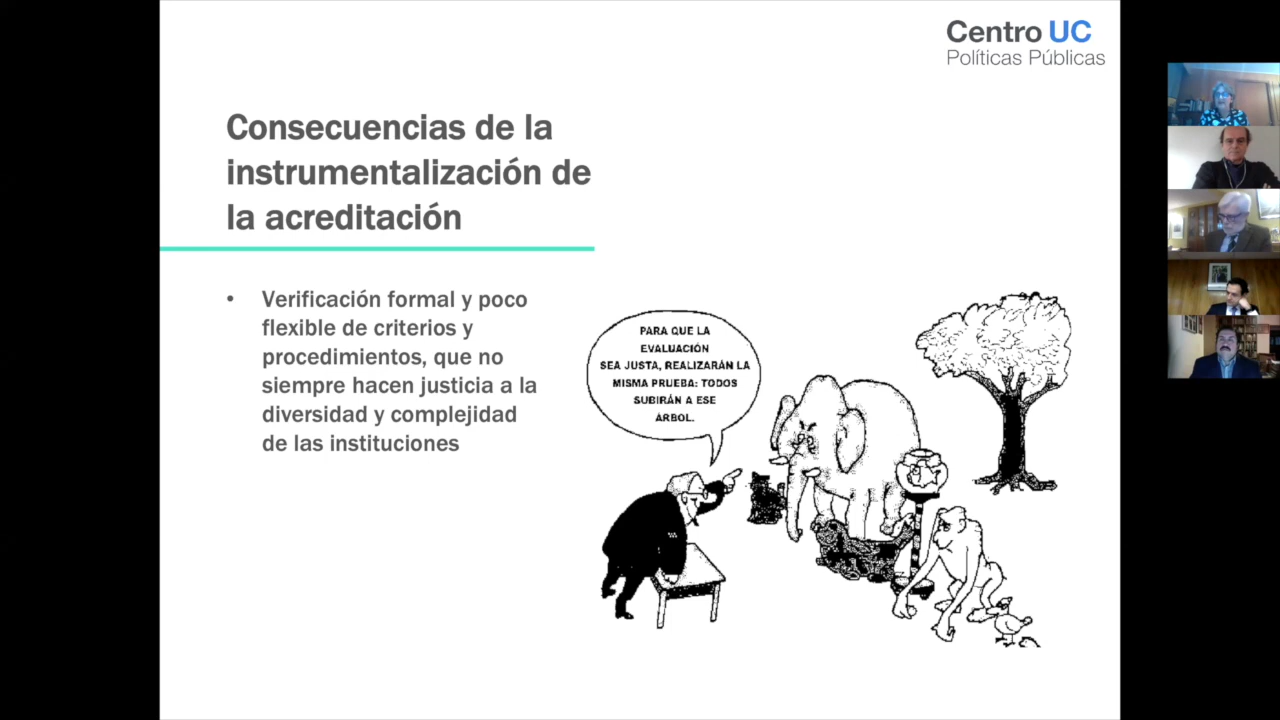 Centro UC
Políticas Públicas
Consecuencias de la
instrumentalización de
la acreditación
• Verificación formal y poco
flexible de criterios y
procedimientos, que no
siempre hacen justicia a la
diversidad y complejidad
de las instituciones
PARA QUE LA
EVALUACIÓN
SEA JUSTA, REALIZARÁN LA
MISMA PRUEBA: TODOS
SUBIRÁN A ESE
ÁRBOL.